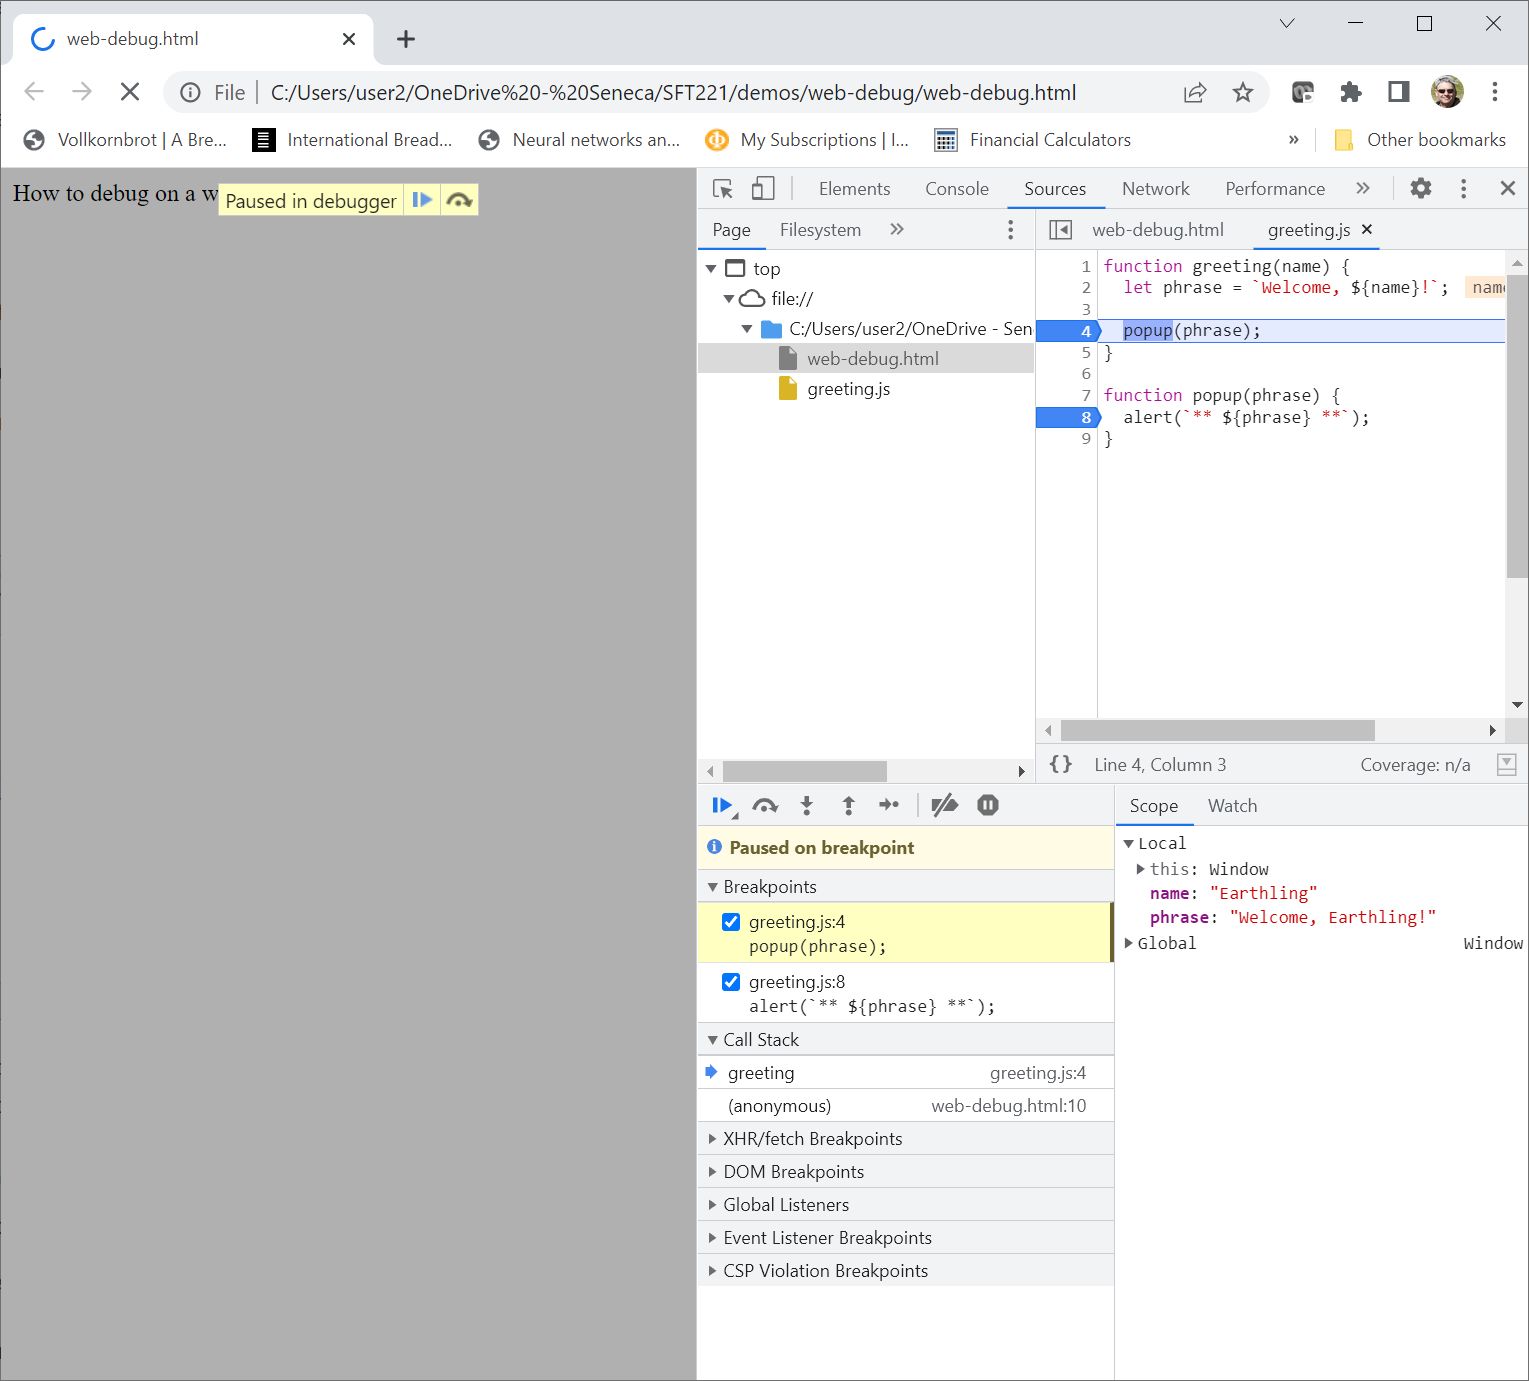 web-debug.html
File | C:/Users/user2/OneDrive%20-%20Seneca/SFT221/demos/web-debug/web-debug.html
Vollkornbrot | A Bre... International Bread... Neural networks an... My Subscriptions | I... Financial Calculators » Other bookmarks
How to debug on a w
Paused in debugger
Elements Console Sources Network Performance »
Page Filesystem »
web-debug.html greeting.js
top
file://
C:/Users/user2/OneDrive - Sen
web-debug.html
greeting.js
1 function greeting(name) {
2 let phrase = `Welcome, ${name}!`; name
3
4 popup(phrase);
5 }
6
7 function popup(phrase) {
8 alert(`** ${phrase} **`);
9 }
{} Line 4, Column 3 Coverage: n/a
Paused on breakpoint
Breakpoints
greeting.js:4
popup(phrase);
greeting.js:8
alert(`** ${phrase} **`);
Call Stack
greeting greeting.js:4
(anonymous) web-debug.html:10
XHR/fetch Breakpoints
DOM Breakpoints
Global Listeners
Event Listener Breakpoints
CSP Violation Breakpoints
Scope Watch
Local
this: Window
name: "Earthling"
phrase: "Welcome, Earthling!"
Global Window